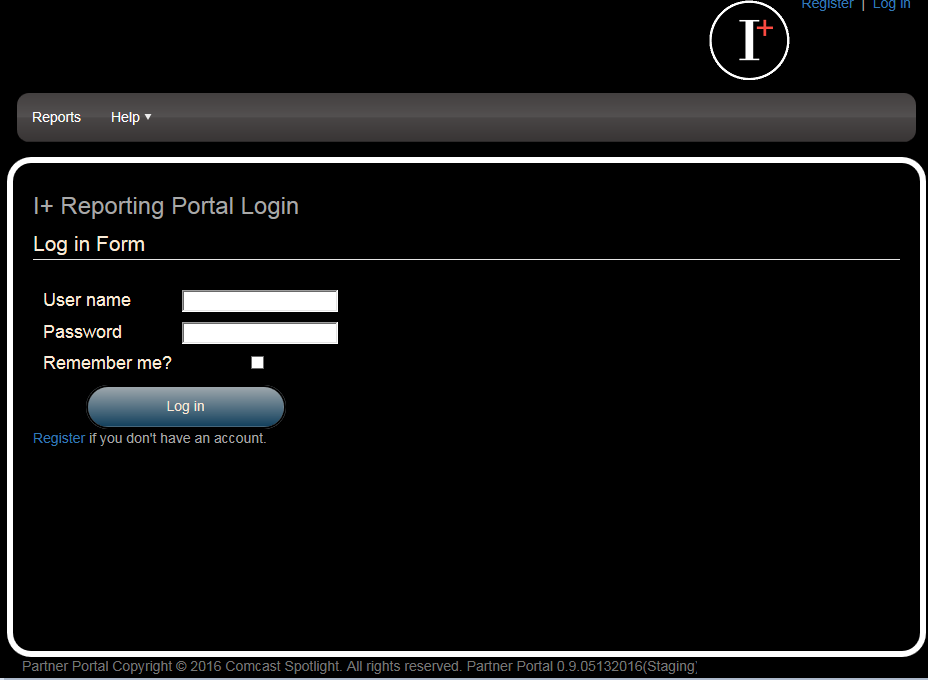 Register | Log in
I+
Reports Help ▼
I+ Reporting Portal Login
Log in Form
User name
Password
Remember me?
Log in
Register if you don't have an account.
Partner Portal Copyright © 2016 Comcast Spotlight. All rights reserved. Partner Portal 0.9.05132016(Staging)